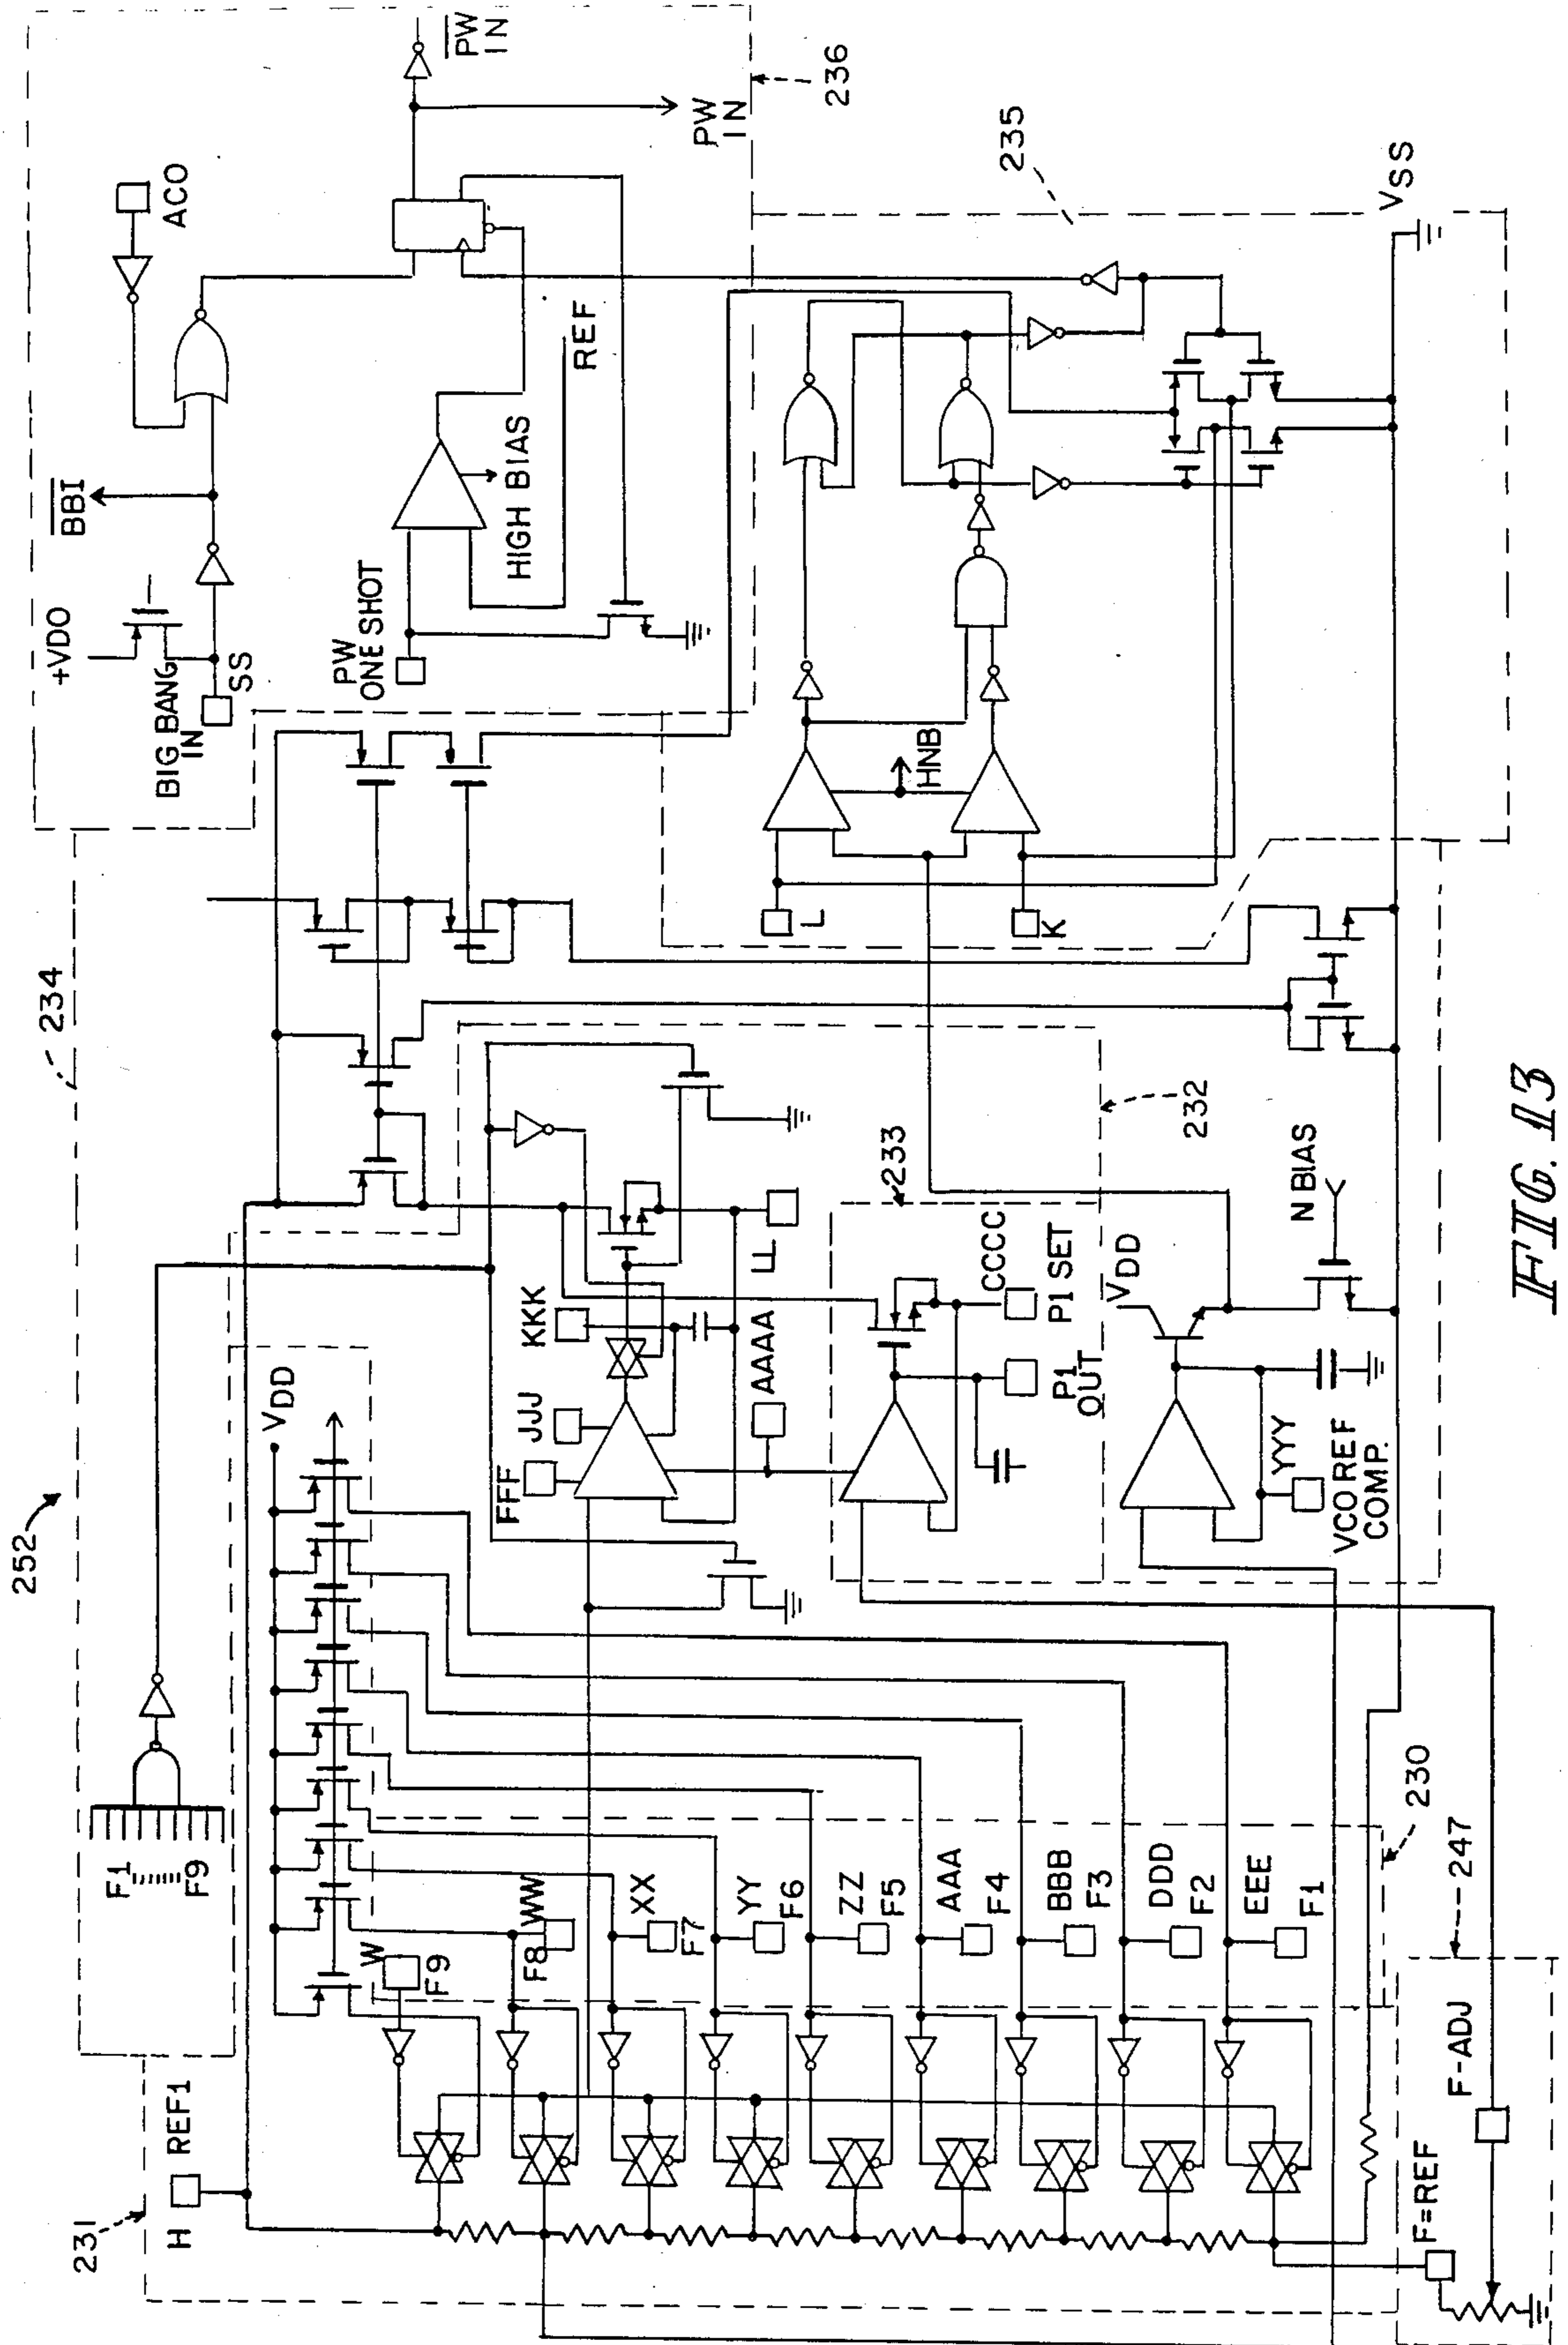 252
234
F1
F9
231
H
REF1
VDD
W
F9
F8
WW
XX
F7
YY
F6
ZZ
F5
AAA
F4
BBB
F3
DDD
F2
EEE
F1
230
247
F=REF
F-ADJ
FFF
JJJ
KKK
LL
AAAA
233
232
CCCC
P1 SET
P1
OUT
VDD
N BIAS
YYY
VCO REF
COMP.
L
K
HNB
235
VSS
+VDO
BIG BANG
IN
SS
BBI
ACO
PW
ONE SHOT
HIGH BIAS
REF
PW
IN
PW
IN
236
FIG. 13